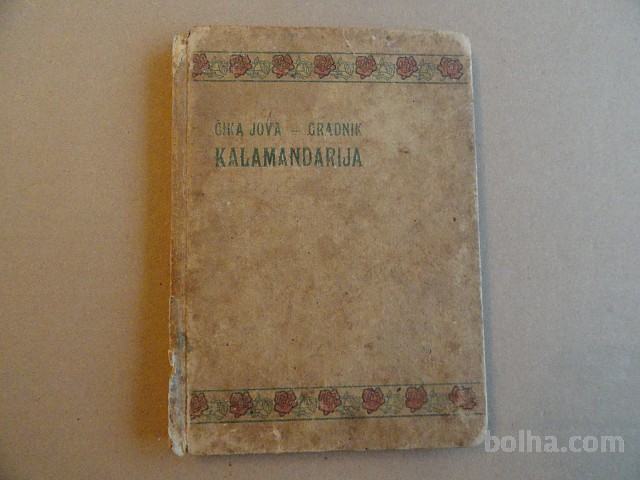 ČIKA JOVA – GRADNIK
KALAMANDARIJA
bolha.com